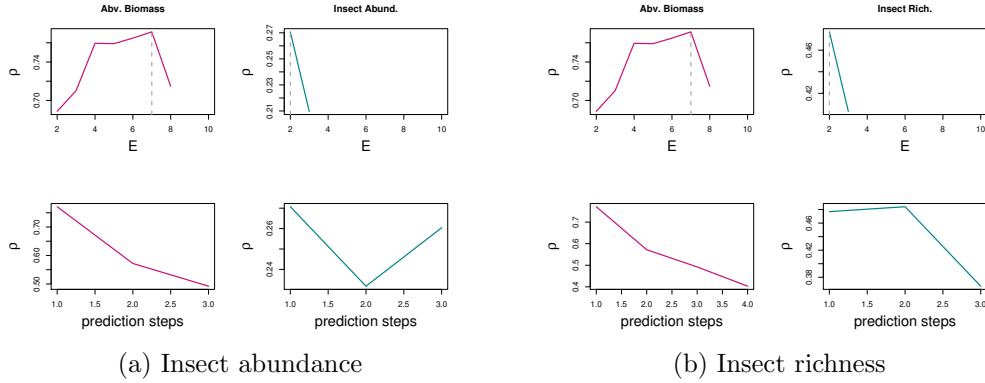 Abv. Biomass
Insect Abund.
Abv. Biomass
Insect Rich.
ρ
0.70
0.74
2 4 6 8 10
E
ρ
0.21
0.23
0.25
0.27
2 4 6 8 10
E
ρ
0.70
0.74
2 4 6 8 10
E
ρ
0.42
0.46
2 4 6 8 10
E
ρ
0.50
0.60
0.70
1.0 1.5 2.0 2.5 3.0
prediction steps
ρ
0.24
0.26
1.0 1.5 2.0 2.5 3.0
prediction steps
ρ
0.4
0.5
0.6
0.7
1.0 1.5 2.0 2.5 3.0 3.5 4.0
prediction steps
ρ
0.38
0.42
0.46
1.0 1.5 2.0 2.5 3.0
prediction steps
(a) Insect abundance
(b) Insect richness